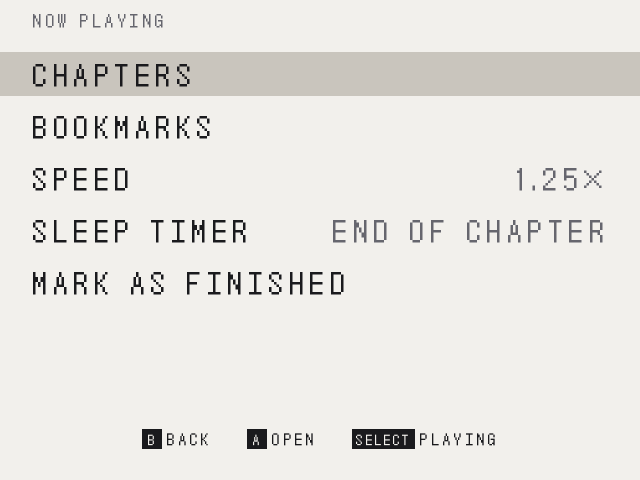 NOW PLAYING
CHAPTERS
BOOKMARKS
SPEED 1.25×
SLEEP TIMER END OF CHAPTER
MARK AS FINISHED
B BACK A OPEN SELECT PLAYING